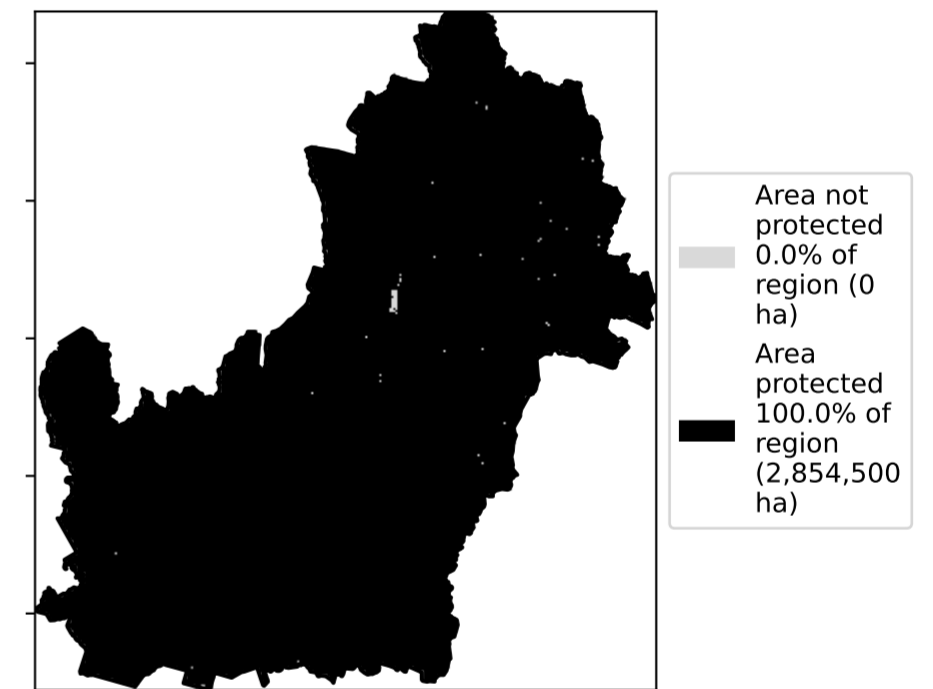 Area not
protected
0.0% of
region (0
ha)
Area
protected
100.0% of
region
(2,854,500
ha)